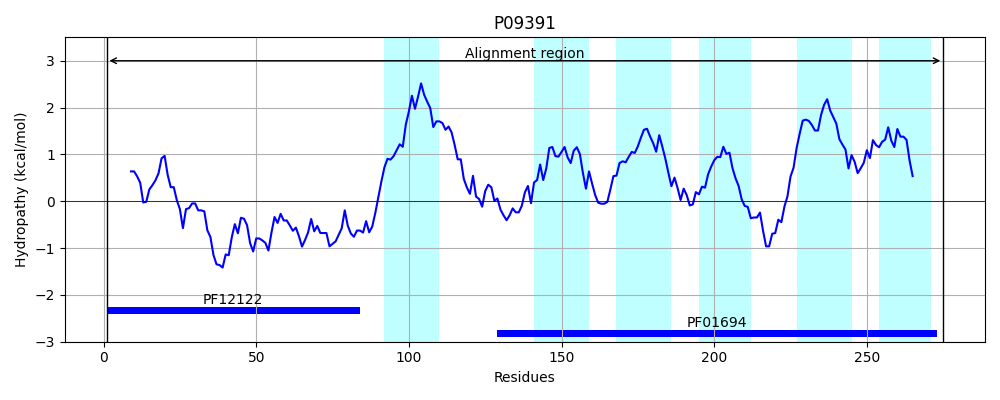 P09391
Alignment region
3
2
1
0
−1
−2
−3
Hydropathy (kcal/mol)
PF12122
PF01694
0 50 100 150 200 250
Residues